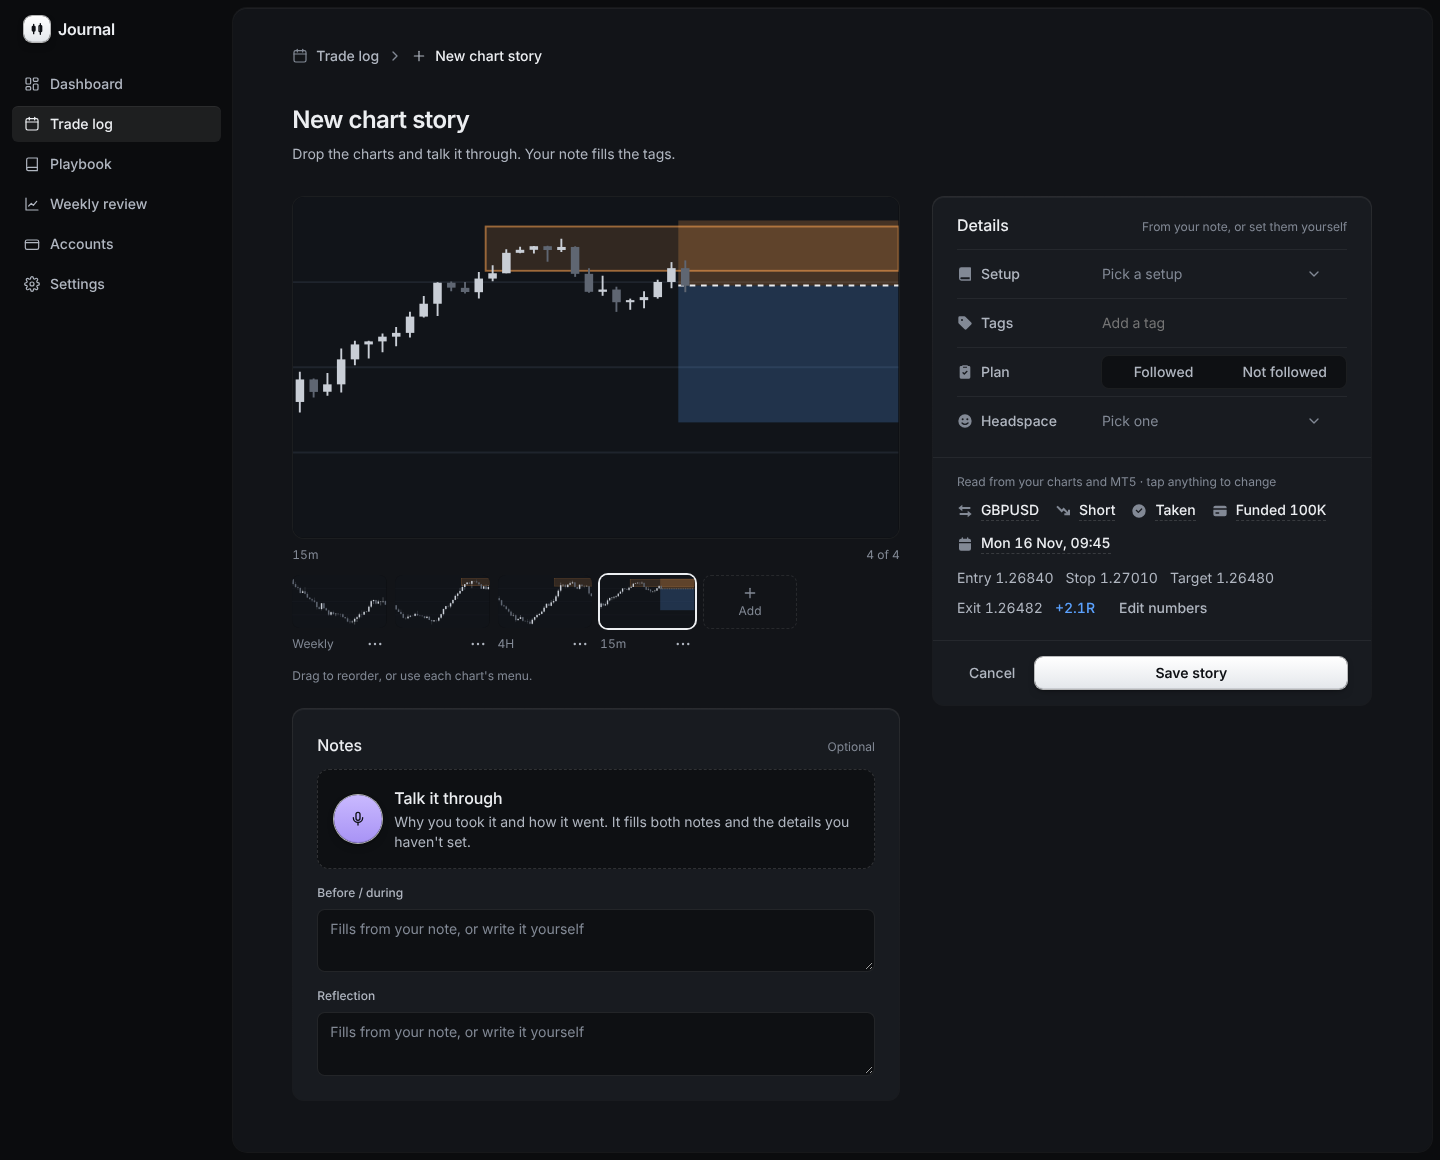 Journal
Dashboard
Trade log
Playbook
Weekly review
Accounts
Settings
Trade log
New chart story
New chart story
Drop the charts and talk it through. Your note fills the tags.
15m
4 of 4
Add
Weekly
4H
15m
Drag to reorder, or use each chart's menu.
Notes
Optional
Talk it through
Why you took it and how it went. It fills both notes and the details you
haven't set.
Before / during
Fills from your note, or write it yourself
Reflection
Fills from your note, or write it yourself
Details
From your note, or set them yourself
Setup
Pick a setup
Tags
Add a tag
Plan
Followed
Not followed
Headspace
Pick one
Read from your charts and MT5 · tap anything to change
GBPUSD Short Taken Funded 100K
Mon 16 Nov, 09:45
Entry 1.26840 Stop 1.27010 Target 1.26480
Exit 1.26482 +2.1R Edit numbers
Cancel
Save story